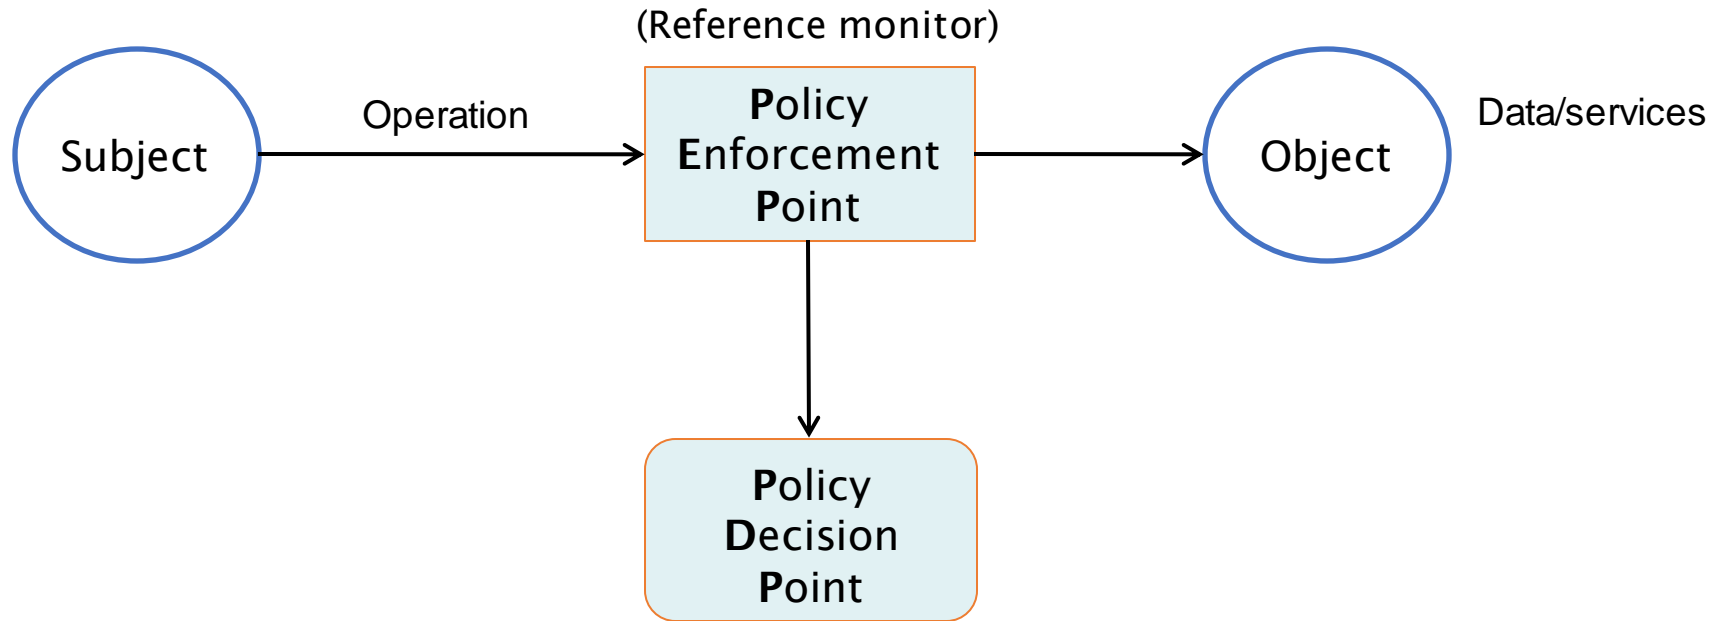 (Reference monitor)
Subject
Operation
Policy
Enforcement
Point
Object
Data/services
Policy
Decision
Point